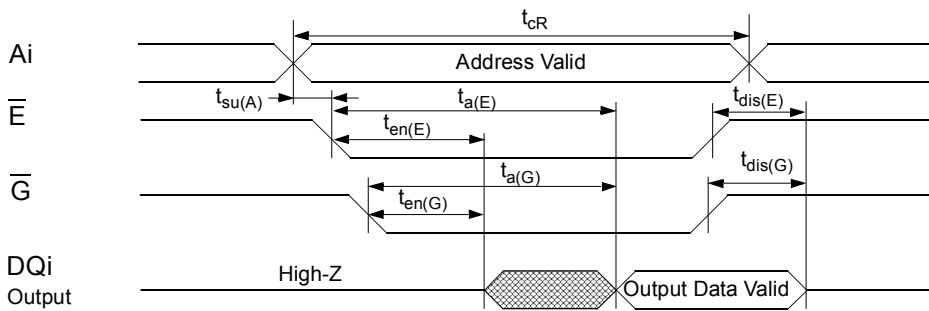 t_cR
Ai
Address Valid
t_su(A)
t_a(E)
t_dis(E)
E̅
t_en(E)
t_a(G)
t_dis(G)
G̅
t_en(G)
DQi
Output
High-Z
Output Data Valid